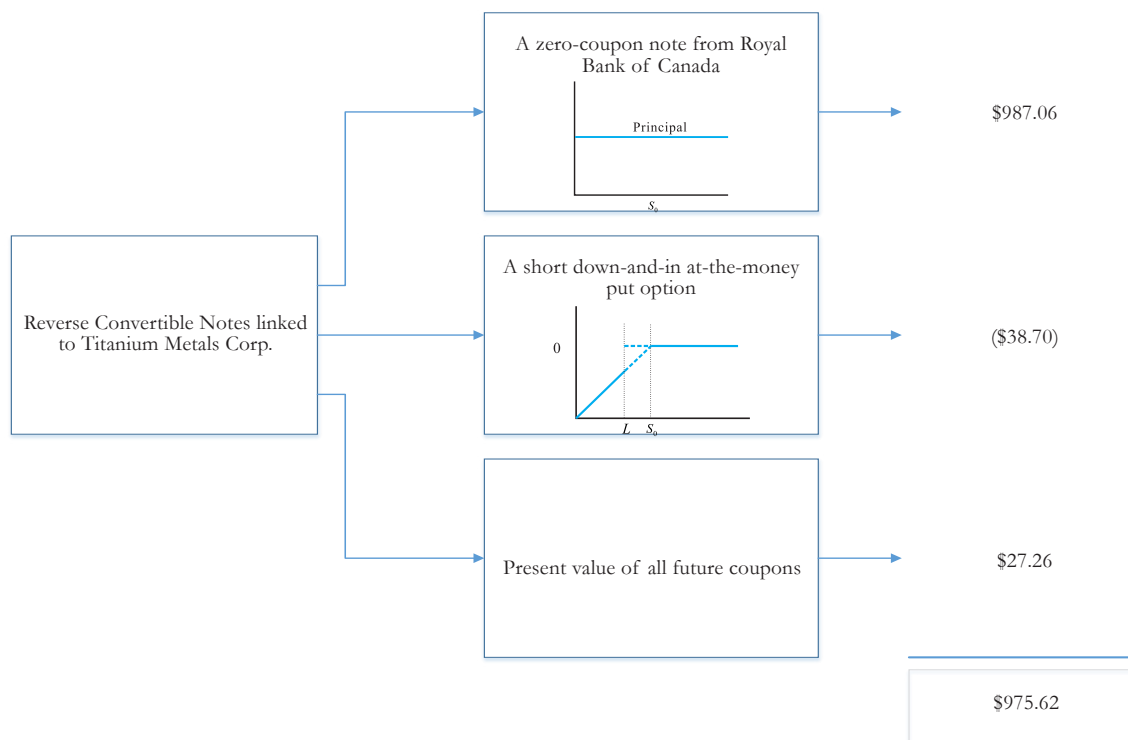 A zero-coupon note from Royal
Bank of Canada
Principal
S₀
$987.06
Reverse Convertible Notes linked
to Titanium Metals Corp.
A short down-and-in at-the-money
put option
0
L S₀
($38.70)
Present value of all future coupons
$27.26
$975.62